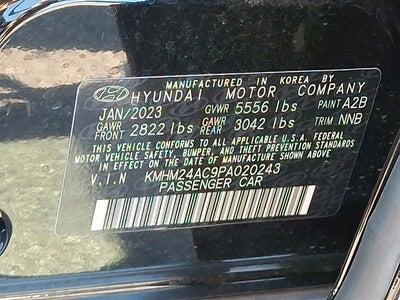 MANUFACTURED IN KOREA BY
HYUNDAI MOTOR COMPANY
JAN/2023 GVWR 5556 lbs PAINT A2B
GAWR FRONT 2822 lbs GAWR REAR 3042 lbs TRIM NNB
THIS VEHICLE CONFORMS TO ALL APPLICABLE U.S.A. FEDERAL
MOTOR VEHICLE SAFETY, BUMPER, AND THEFT PREVENTION STANDARDS
IN EFFECT ON THE DATE OF MANUFACTURE SHOWN ABOVE.
V.I.N KMHM24AC9PA020243
PASSENGER CAR